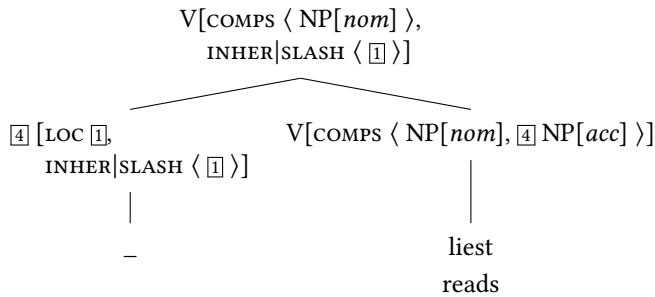 V[COMPS ⟨ NP[nom] ⟩,
INHER|SLASH ⟨ 1 ⟩]
4 [LOC 1, V[COMPS ⟨ NP[nom], 4 NP[acc] ⟩]
INHER|SLASH ⟨ 1 ⟩]
_ liest
reads